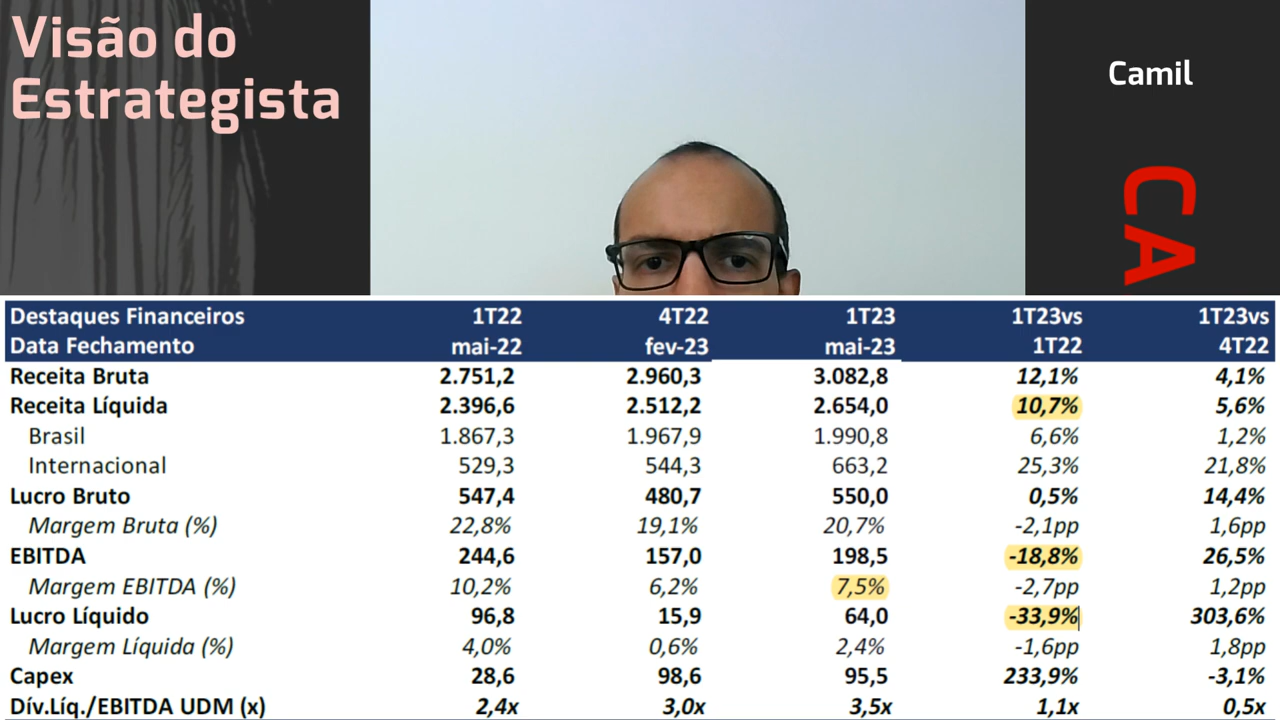 Visão do
Estrategista
Camil
CA
Destaques Financeiros 1T22 4T22 1T23 1T23vs 1T23vs
Data Fechamento mai-22 fev-23 mai-23 1T22 4T22
Receita Bruta 2.751,2 2.960,3 3.082,8 12,1% 4,1%
Receita Líquida 2.396,6 2.512,2 2.654,0 10,7% 5,6%
Brasil 1.867,3 1.967,9 1.990,8 6,6% 1,2%
Internacional 529,3 544,3 663,2 25,3% 21,8%
Lucro Bruto 547,4 480,7 550,0 0,5% 14,4%
Margem Bruta (%) 22,8% 19,1% 20,7% -2,1pp 1,6pp
EBITDA 244,6 157,0 198,5 -18,8% 26,5%
Margem EBITDA (%) 10,2% 6,2% 7,5% -2,7pp 1,2pp
Lucro Líquido 96,8 15,9 64,0 -33,9% 303,6%
Margem Líquida (%) 4,0% 0,6% 2,4% -1,6pp 1,8pp
Capex 28,6 98,6 95,5 233,9% -3,1%
Dív.Líq./EBITDA UDM (x) 2,4x 3,0x 3,5x 1,1x 0,5x